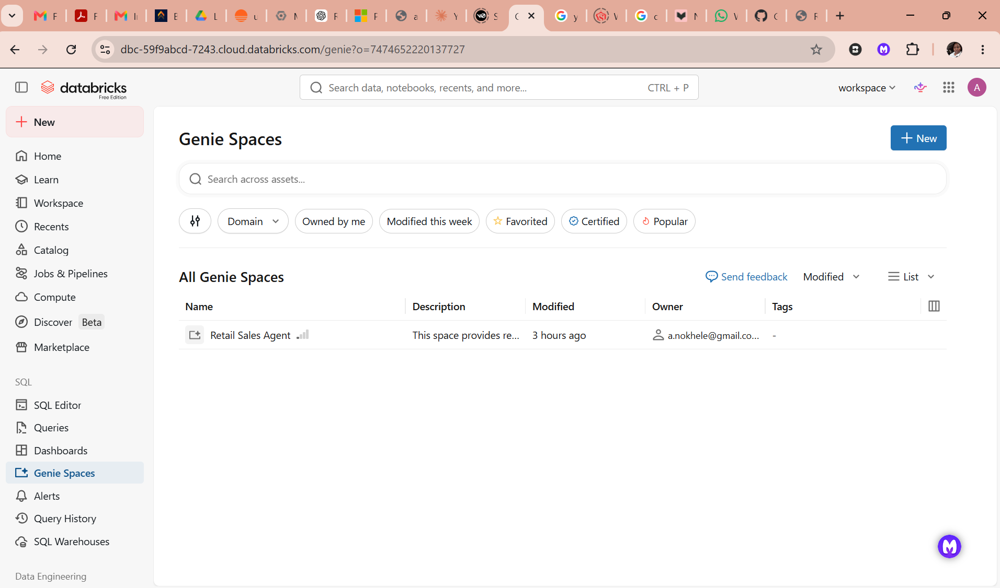 dbc-59f9abcd-7243.cloud.databricks.com/genie?o=7474652220137727
databricks
Free Edition
Search data, notebooks, recents, and more...
CTRL + P
workspace
A
New
Home
Learn
Workspace
Recents
Catalog
Jobs & Pipelines
Compute
Discover Beta
Marketplace
SQL
SQL Editor
Queries
Dashboards
Genie Spaces
Alerts
Query History
SQL Warehouses
Data Engineering
Genie Spaces
New
Search across assets...
Domain Owned by me Modified this week Favorited Certified Popular
All Genie Spaces
Send feedback Modified List
Name Description Modified Owner Tags
Retail Sales Agent This space provides re... 3 hours ago a.nokhele@gmail.co... -